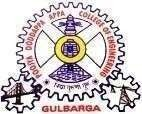 POOJYA DODDAPPA APPA COLLEGE OF ENGINEERING
GULBARGA